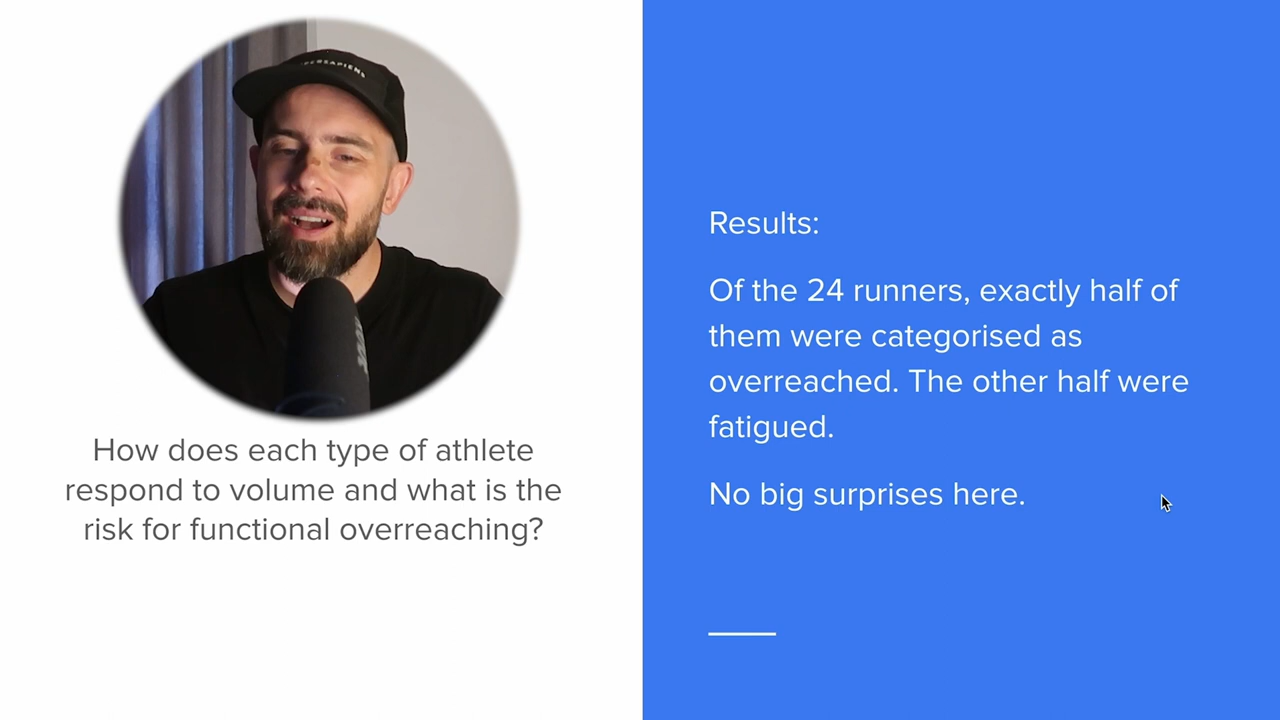 How does each type of athlete
respond to volume and what is the
risk for functional overreaching?
Results:
Of the 24 runners, exactly half of
them were categorised as
overreached. The other half were
fatigued.
No big surprises here.